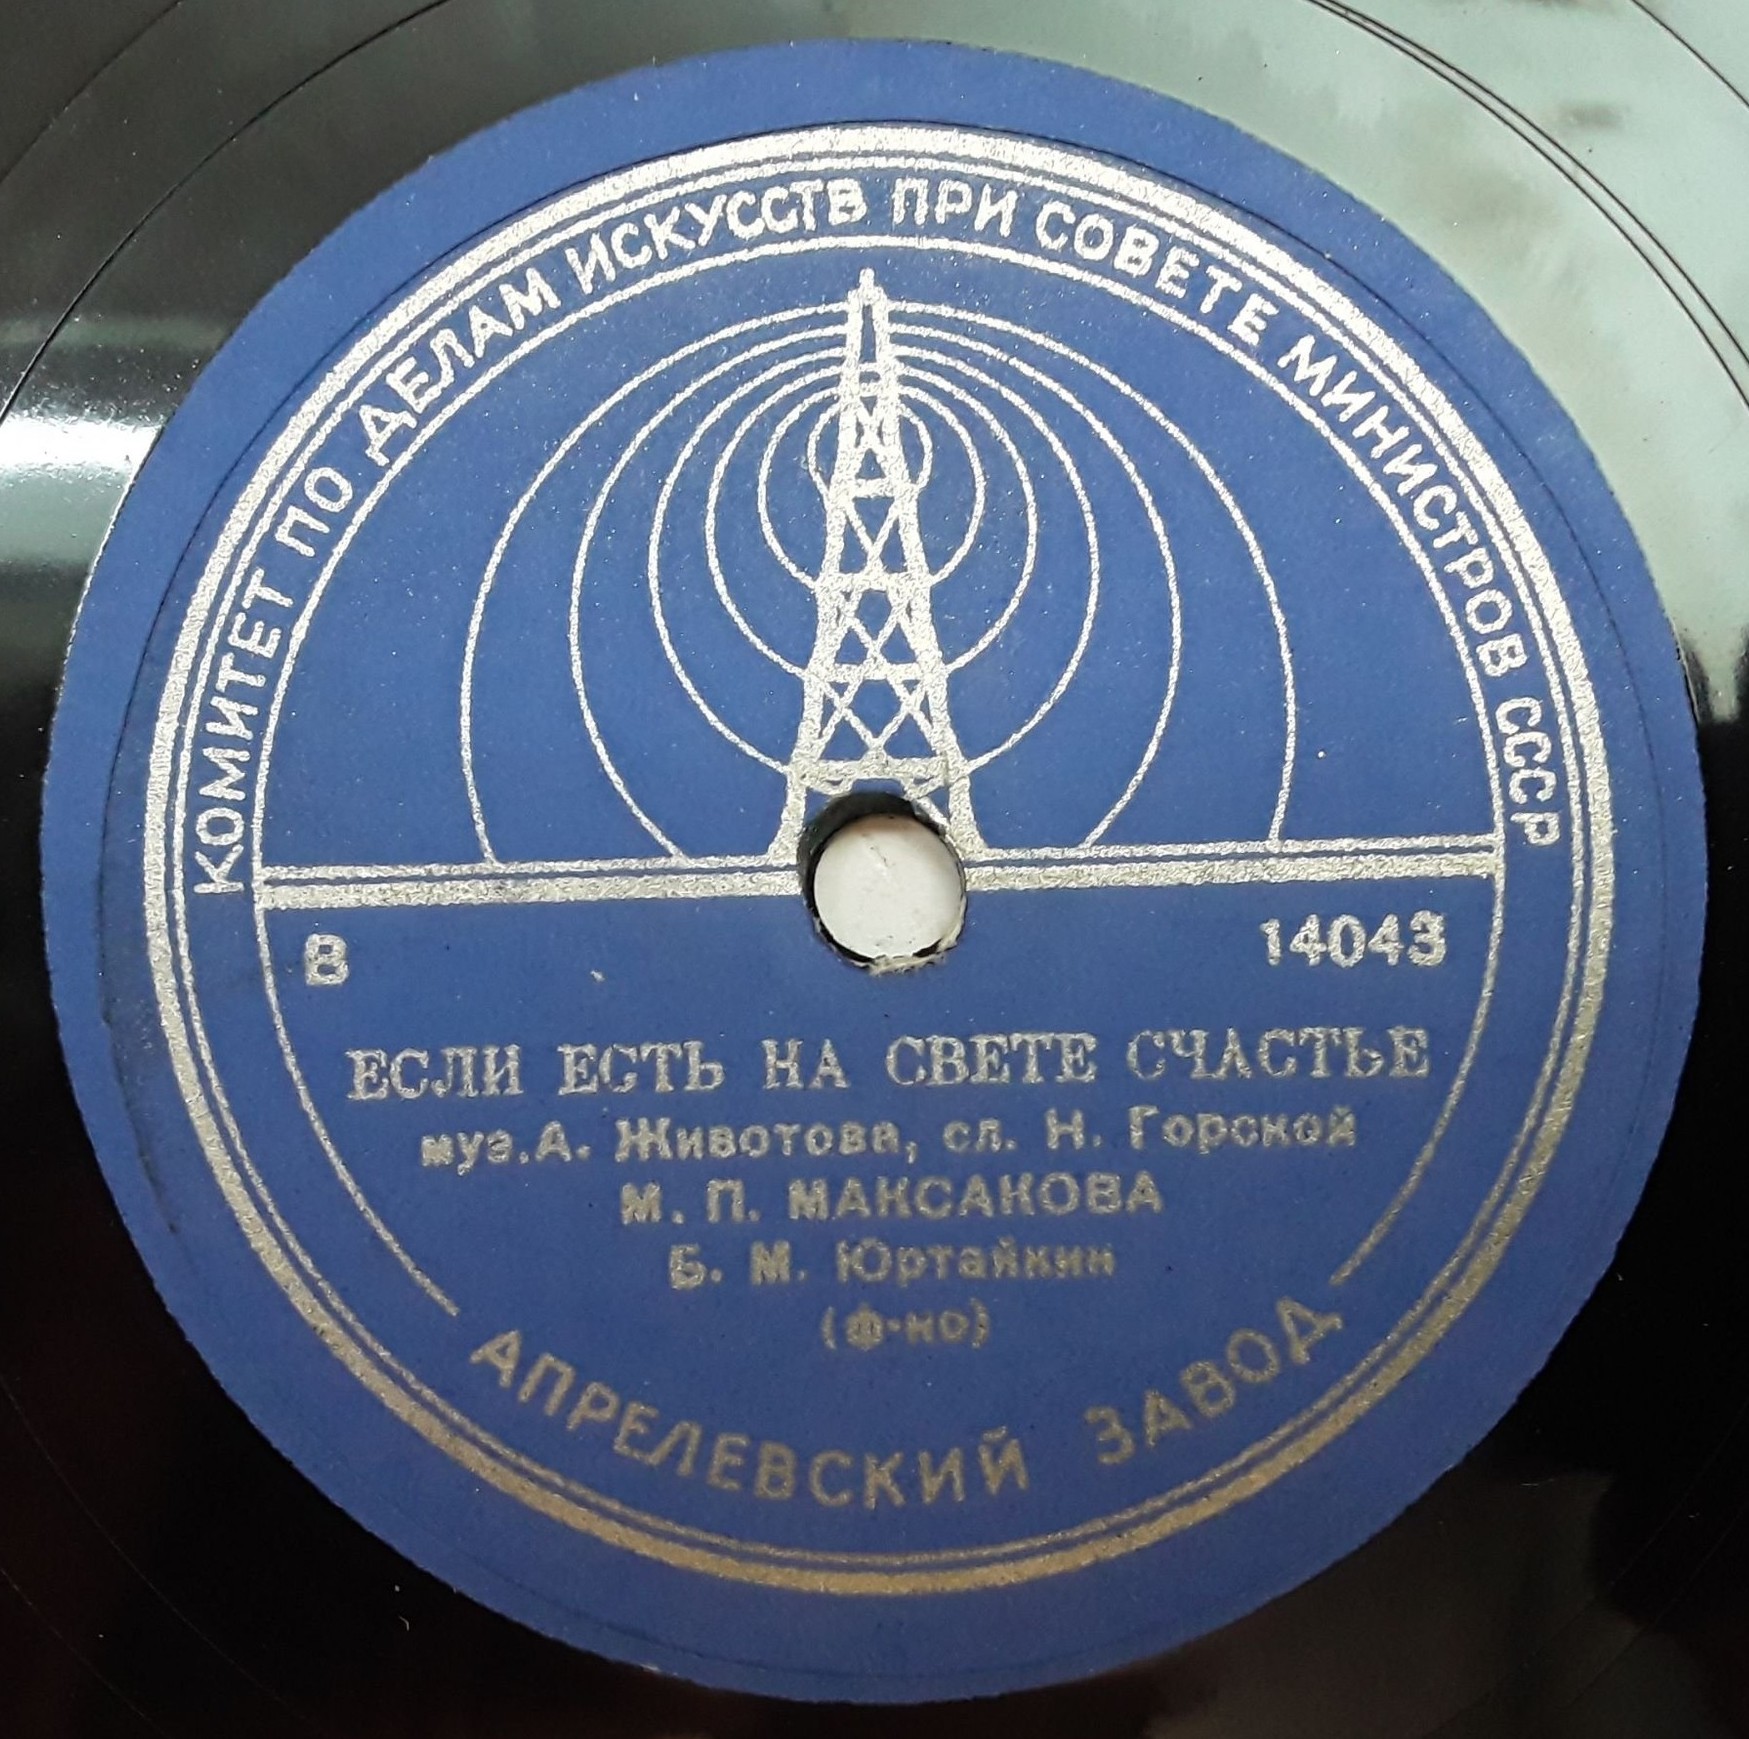 КОМИТЕТ ПО ДЕЛАМ ИСКУССТВ ПРИ СОВЕТЕ МИНИСТРОВ СССР
В 14043
ЕСЛИ ЕСТЬ НА СВЕТЕ СЧАСТЬЕ
муз. А. Животова, сл. Н. Горской
М. П. МАКСАКОВА
Б. М. Юртайкин
(Ф-но)
АПРЕЛЕВСКИЙ ЗАВОД